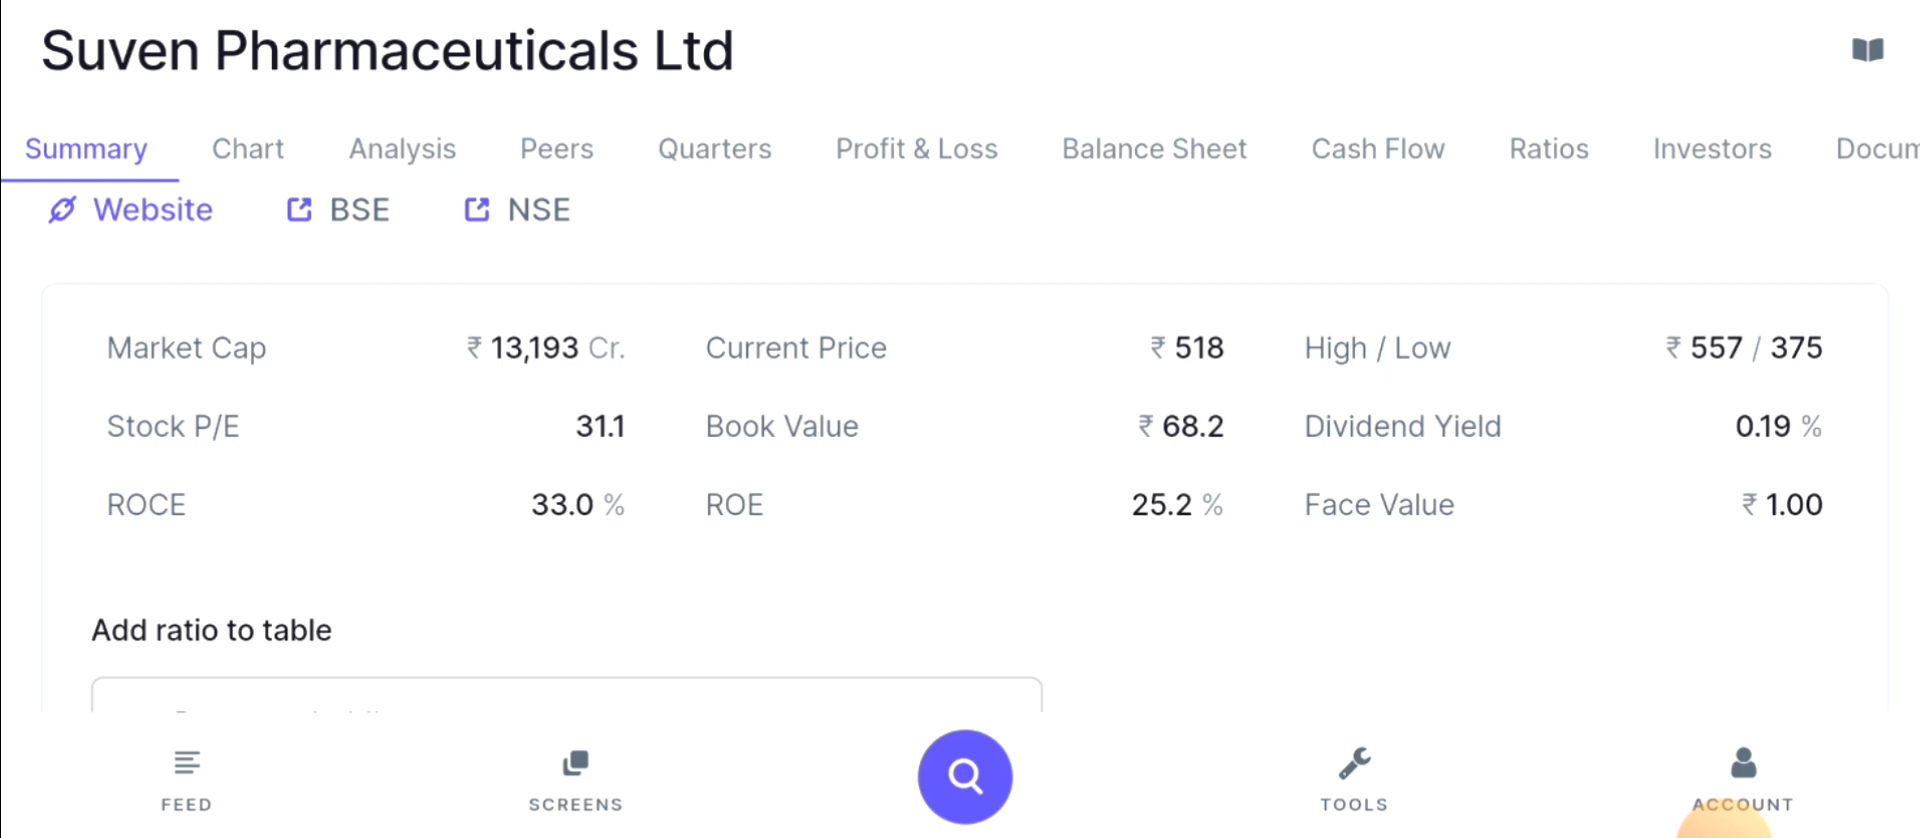 Suven Pharmaceuticals Ltd
Summary Chart Analysis Peers Quarters Profit & Loss Balance Sheet Cash Flow Ratios Investors Docum
Website BSE NSE
Market Cap ₹ 13,193 Cr. Current Price ₹ 518 High / Low ₹ 557 / 375
Stock P/E 31.1 Book Value ₹ 68.2 Dividend Yield 0.19 %
ROCE 33.0 % ROE 25.2 % Face Value ₹ 1.00
Add ratio to table
FEED SCREENS TOOLS ACCOUNT